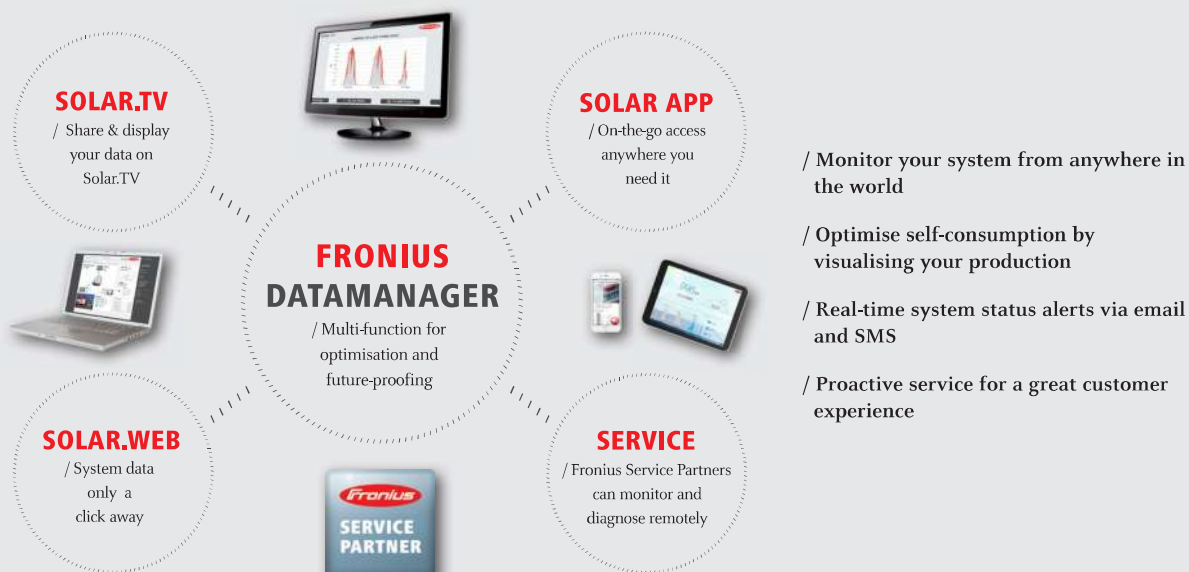 SOLAR.TV
/ Share & display
your data on
Solar.TV
SOLAR APP
/ On-the-go access
anywhere you
need it
FRONIUS
DATAMANAGER
/ Multi-function for
optimisation and
future-proofing
SOLAR.WEB
/ System data
only a
click away
SERVICE
/ Fronius Service Partners
can monitor and
diagnose remotely
Fronius
SERVICE
PARTNER
/ Monitor your system from anywhere in
the world
/ Optimise self-consumption by
visualising your production
/ Real-time system status alerts via email
and SMS
/ Proactive service for a great customer
experience